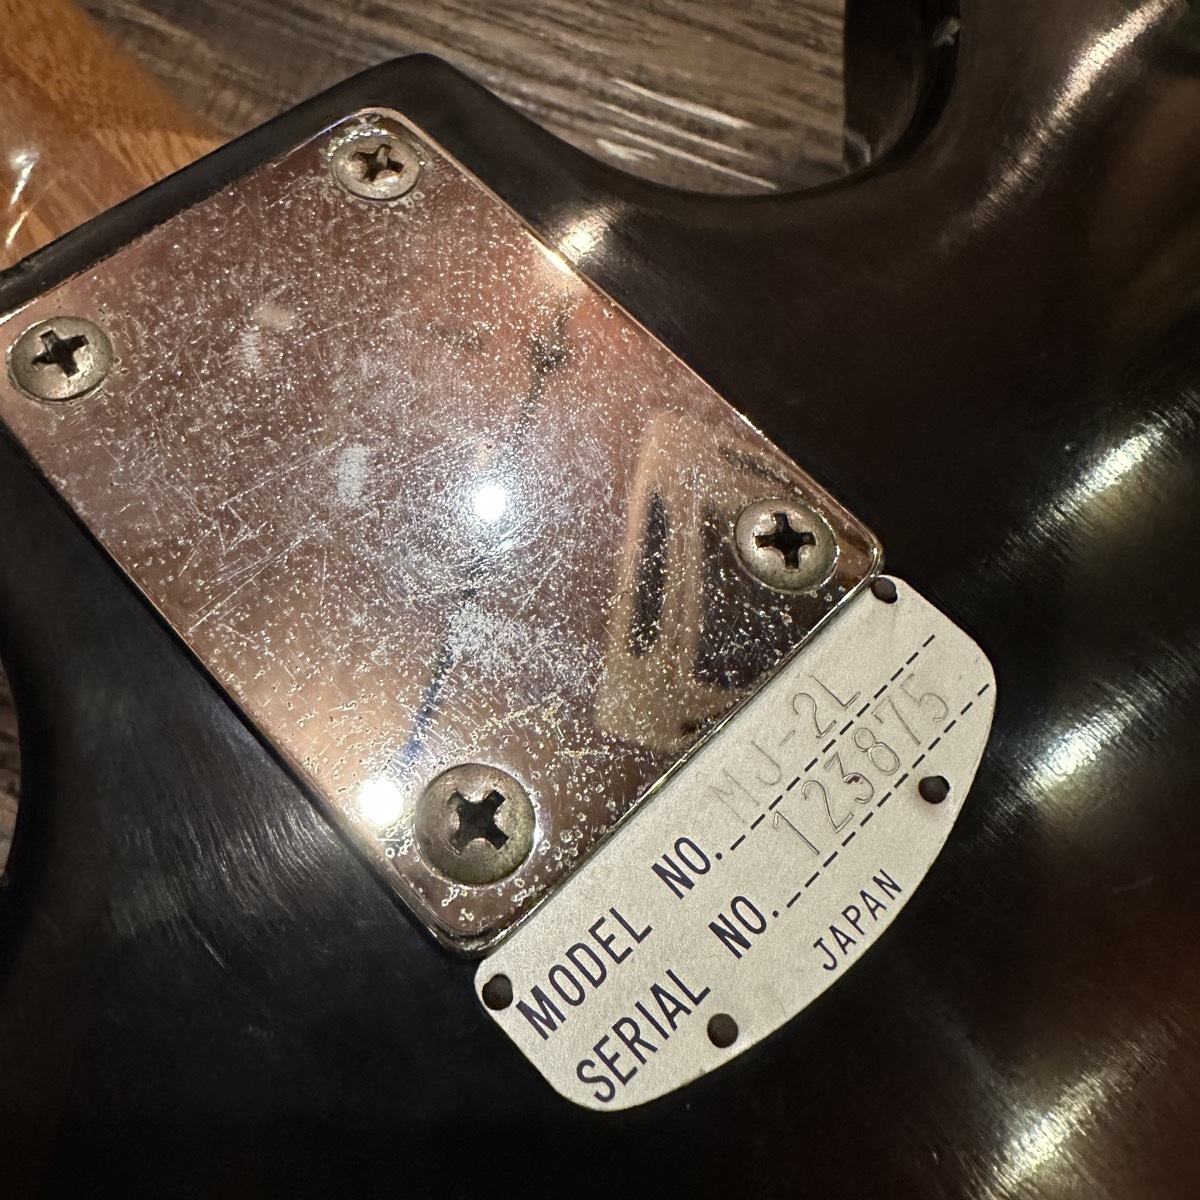 MODEL NO. MJ-2L
SERIAL NO. 123875
JAPAN